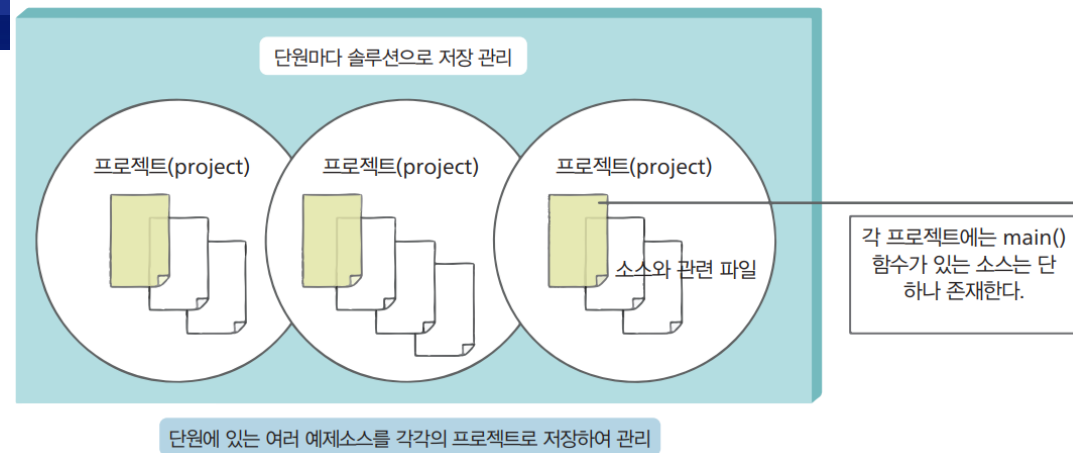 단원마다 솔루션으로 저장 관리
프로젝트(project)
프로젝트(project)
프로젝트(project)
소스와 관련 파일
각 프로젝트에는 main()
함수가 있는 소스는 단
하나 존재한다.
단원에 있는 여러 예제소스를 각각의 프로젝트로 저장하여 관리